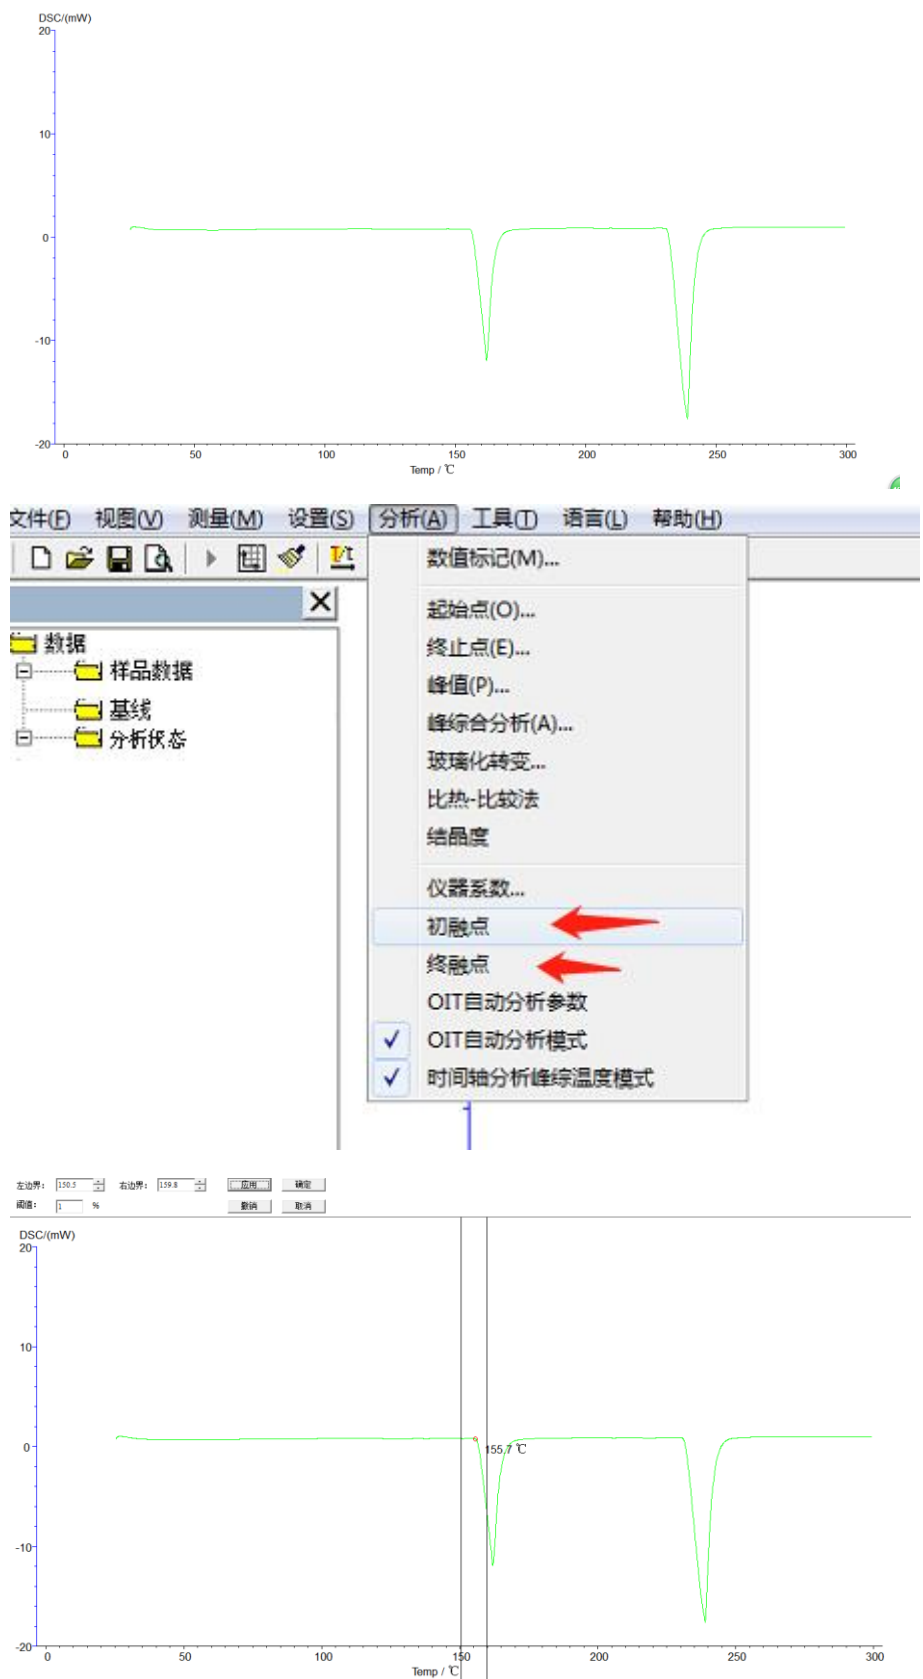 DSC/(mW)
20
10
0
-10
-20
0 50 100 150 200 250 300
Temp / ℃
文件(F) 视图(V) 测量(M) 设置(S) 分析(A) 工具(T) 语言(L) 帮助(H)
数值标记(M)...
起始点(O)...
数据
终止点(E)...
样品数据
峰值(P)...
基线
峰综合分析(A)...
分析状态
玻璃化转变...
比热-比较法
结晶度
仪器系数...
初融点
终融点
OIT自动分析参数
OIT自动分析模式
时间轴分析峰综温度模式
左边界： 150.5 右边界： 159.8 应用 确定
阈值： 1 % 撤销 取消
DSC/(mW)
20
10
0
155.7 ℃
-10
-20
0 50 100 150 200 250 300
Temp / ℃